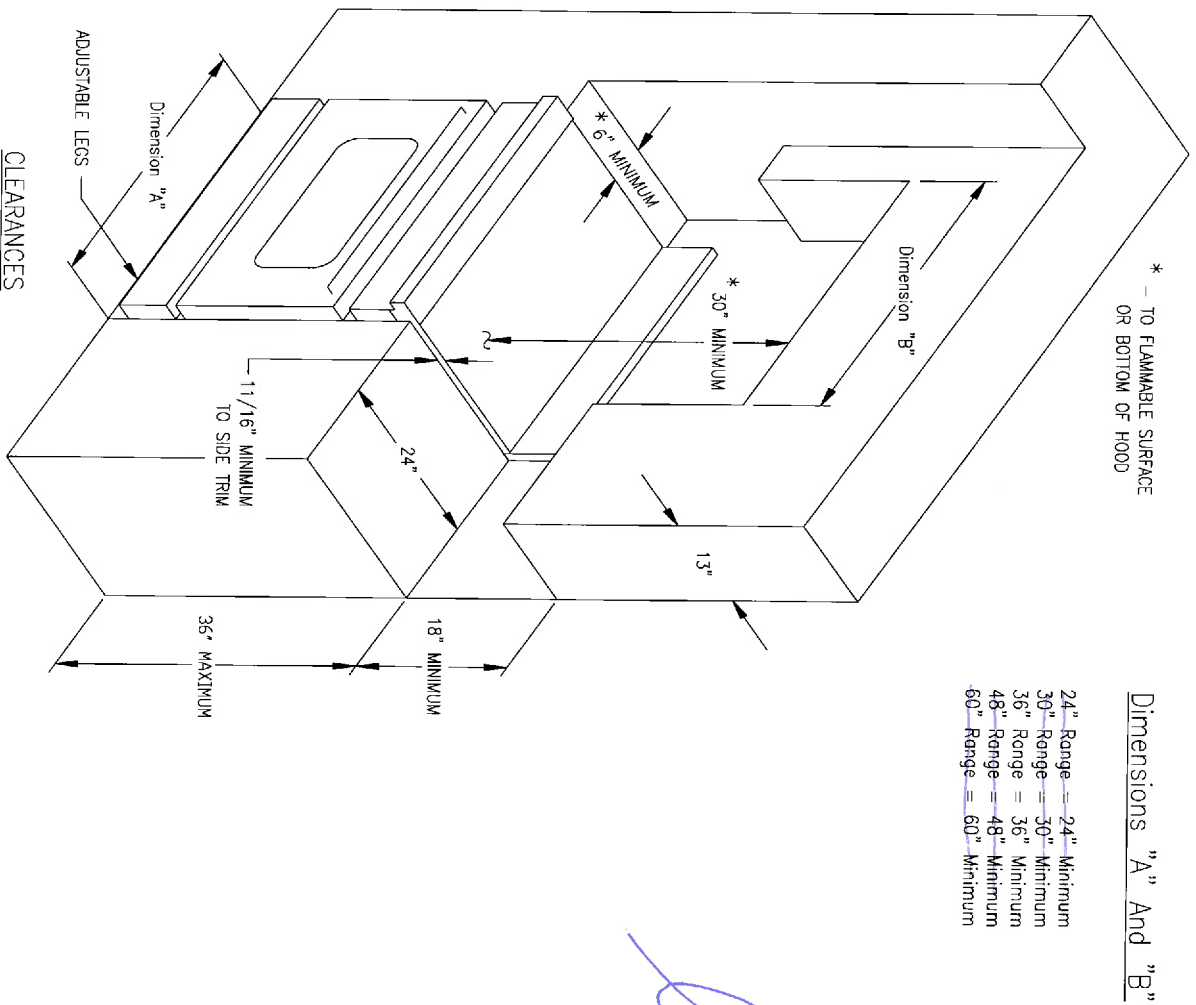 Dimensions "A" And "B"
24" Range = 24" Minimum
30" Range = 30" Minimum
36" Range = 36" Minimum
48" Range = 48" Minimum
60" Range = 60" Minimum
* - TO FLAMMABLE SURFACE
OR BOTTOM OF HOOD
Dimension "B"
* 6" MINIMUM
* 30" MINIMUM
13"
18" MINIMUM
36" MAXIMUM
24"
11/16" MINIMUM
TO SIDE TRIM
Dimension "A"
ADJUSTABLE LEGS
CLEARANCES